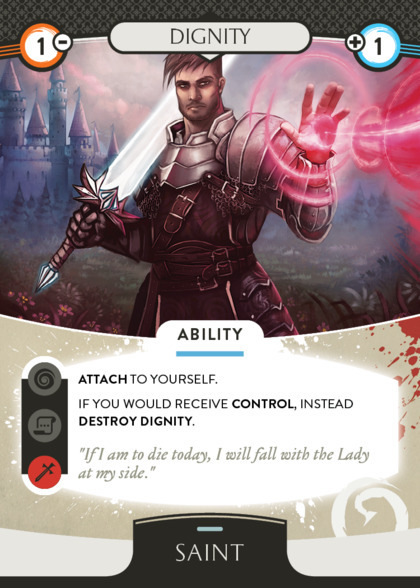 1 - DIGNITY + 1
ABILITY
ATTACH TO YOURSELF.
IF YOU WOULD RECEIVE CONTROL, INSTEAD
DESTROY DIGNITY.
"If I am to die today, I will fall with the Lady
at my side."
SAINT